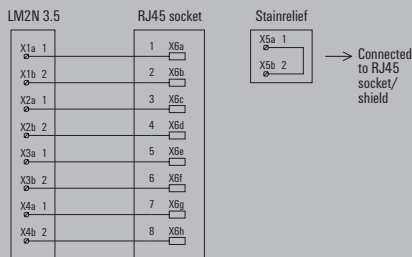 LM2N 3.5 RJ45 socket Stainrelief
X1a 1 1 X6a
X1b 2 2 X6b
X2a 1 3 X6c
X2b 2 4 X6d
X3a 1 5 X6e
X3b 2 6 X6f
X4a 1 7 X6g
X4b 2 8 X6h
X5a 1
X5b 2
Connected
to RJ45
socket/
shield